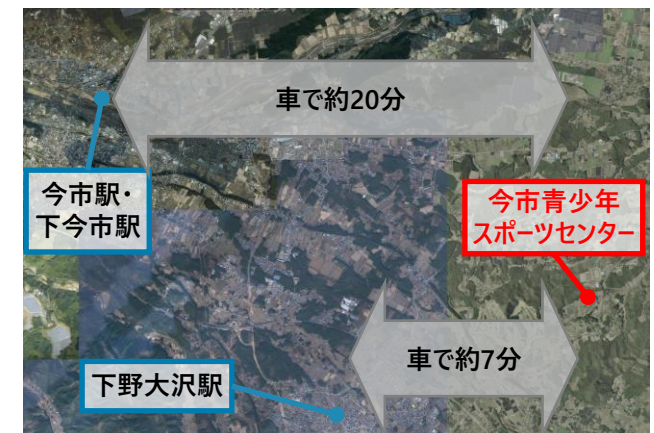 車で約20分
今市駅・
下今市駅
今市青少年
スポーツセンター
車で約7分
下野大沢駅